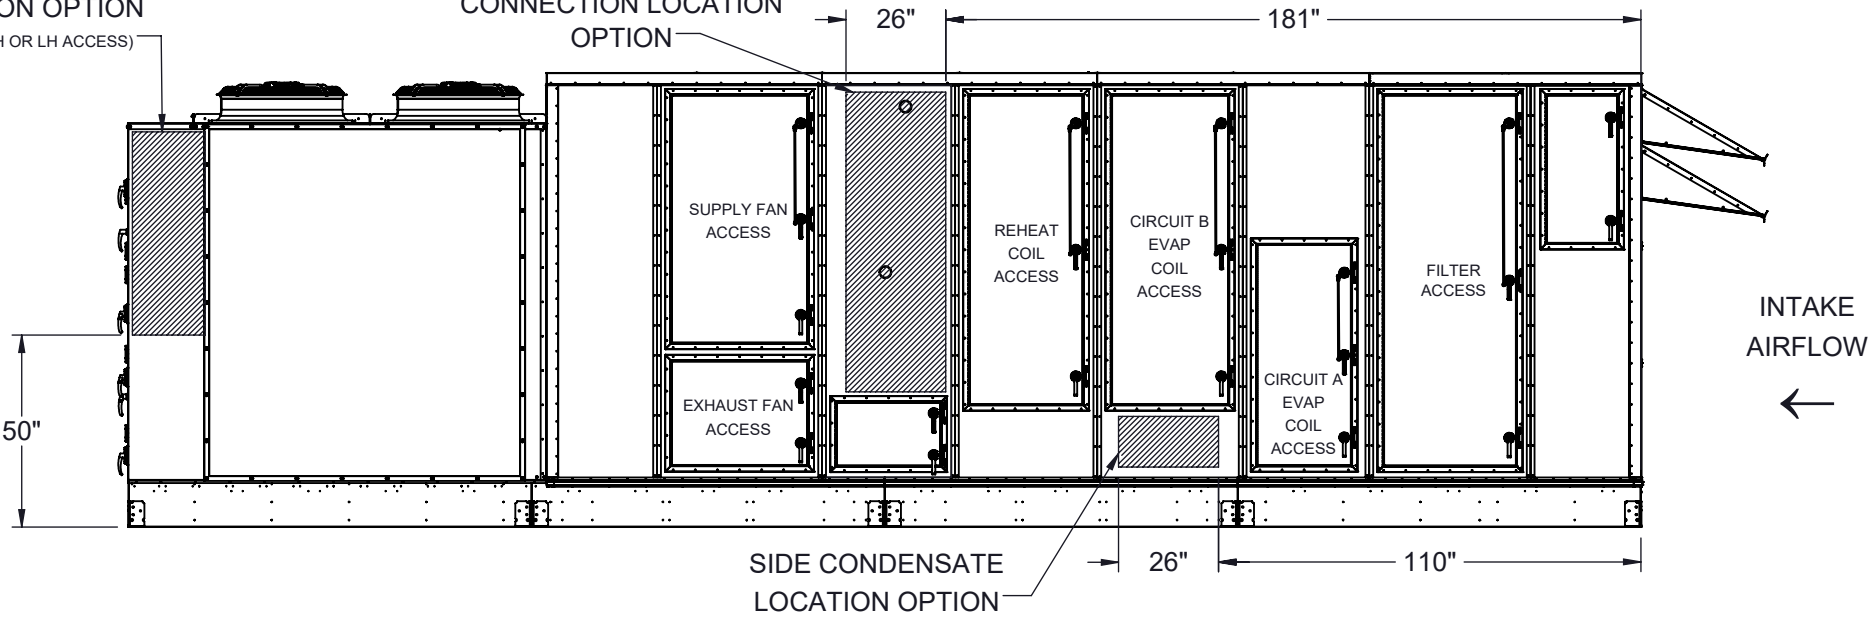 ON OPTION
H OR LH ACCESS)
CONNECTION LOCATION
OPTION
26"
181"
SUPPLY FAN
ACCESS
EXHAUST FAN
ACCESS
REHEAT
COIL
ACCESS
CIRCUIT B
EVAP
COIL
ACCESS
CIRCUIT A
EVAP
COIL
ACCESS
FILTER
ACCESS
INTAKE
AIRFLOW
50"
SIDE CONDENSATE
LOCATION OPTION
26"
110"